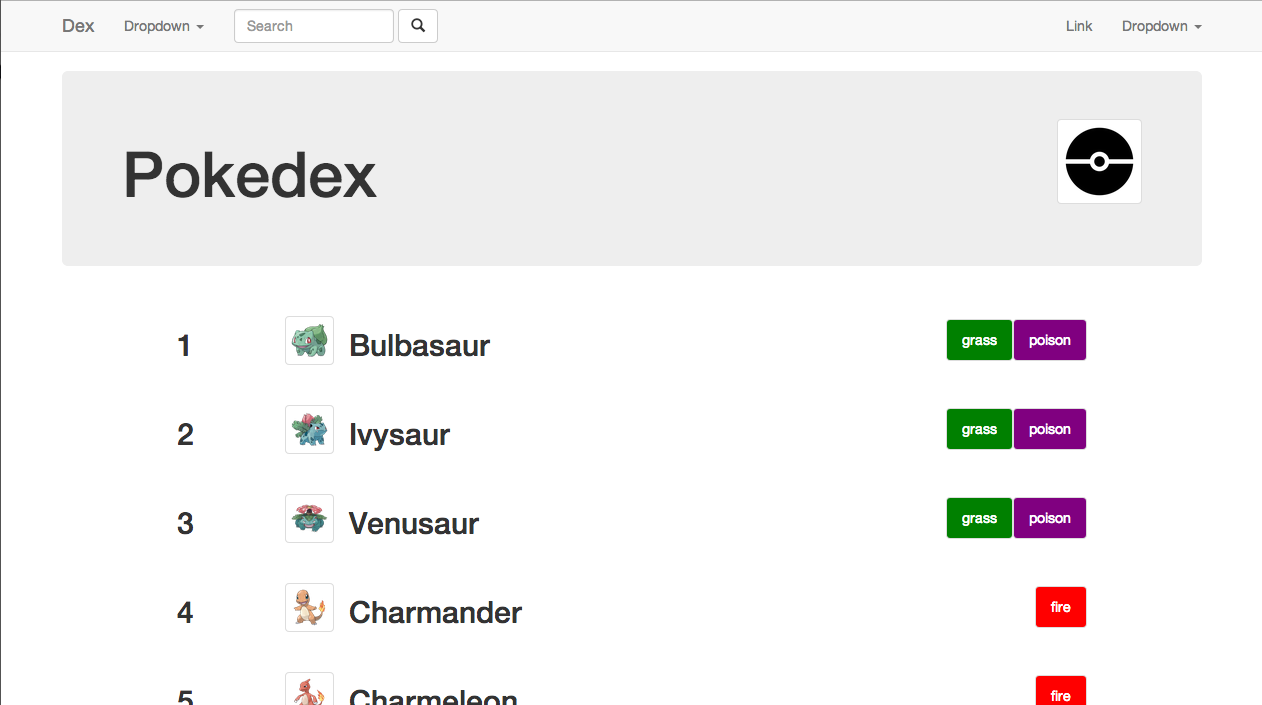 Dex Dropdown Search Link Dropdown
Pokedex
1 Bulbasaur grass poison
2 Ivysaur grass poison
3 Venusaur grass poison
4 Charmander fire
5 Charmeleon fire